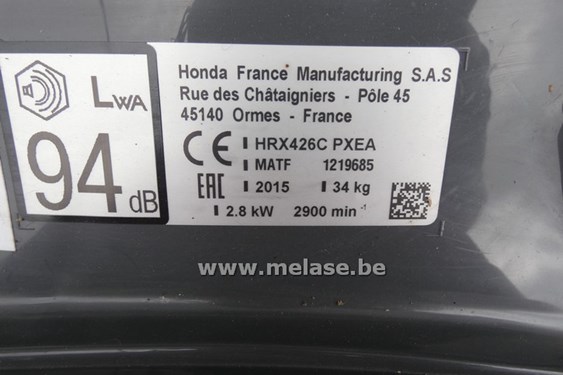 LWA
94 dB
Honda France Manufacturing S.A.S
Rue des Châtaigniers - Pôle 45
45140 Ormes - France
CE HRX426C PXEA
MATF 1219685
EAC 2015 34 kg
2.8 kW 2900 min⁻¹
www.melase.be